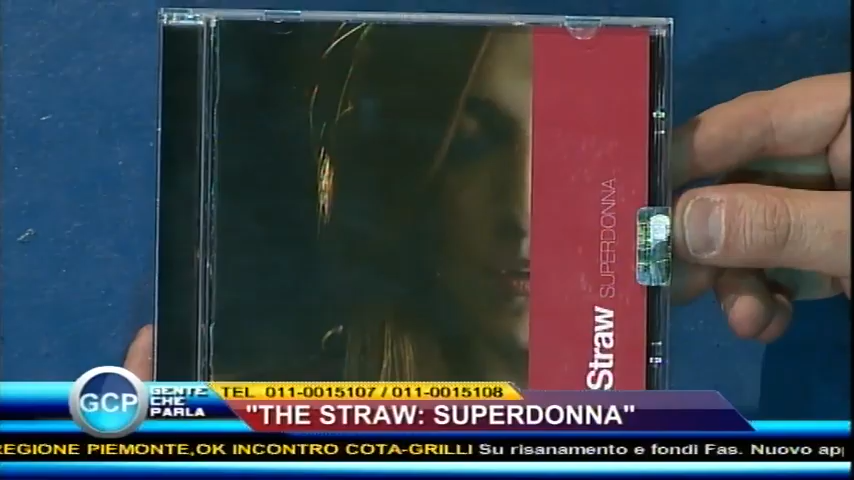 Straw SUPERDONNA
GCP
GENTE
CHE
PARLA
TEL 011-0015107 / 011-0015108
"THE STRAW: SUPERDONNA"
REGIONE PIEMONTE,OK INCONTRO COTA-GRILLI Su risanamento e fondi Fas. Nuovo ap